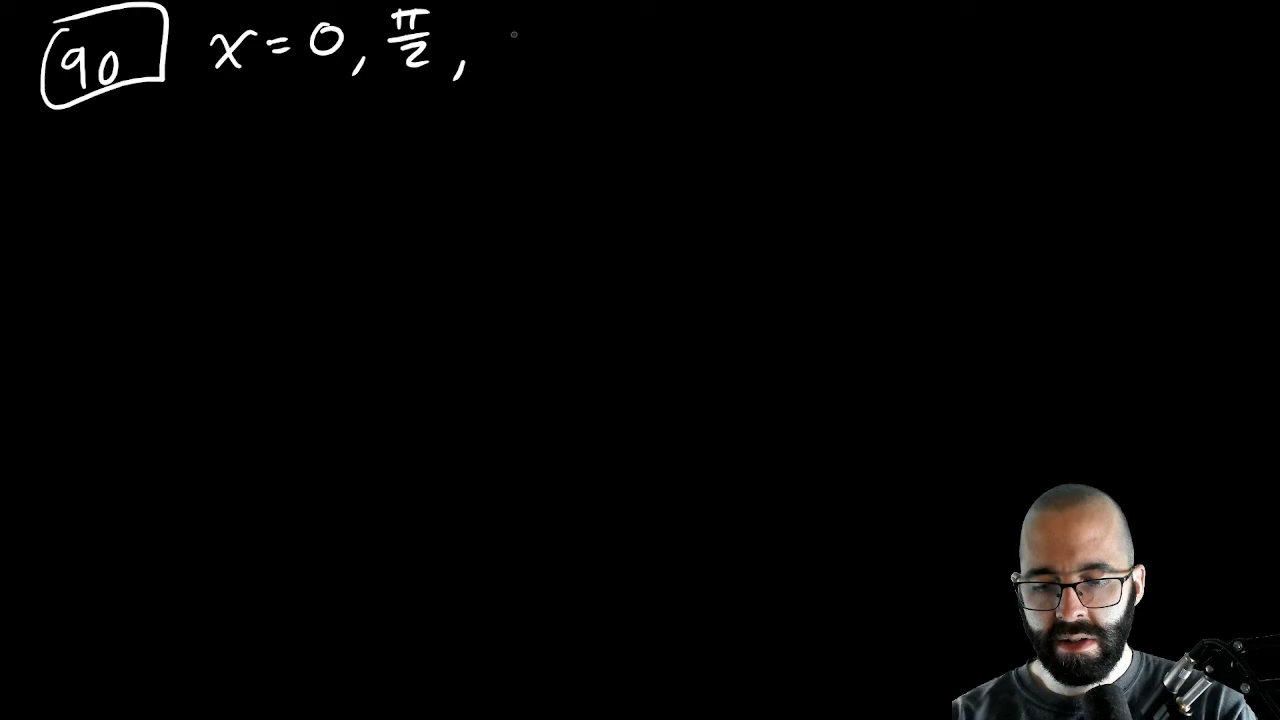 90 x = 0, π/2,